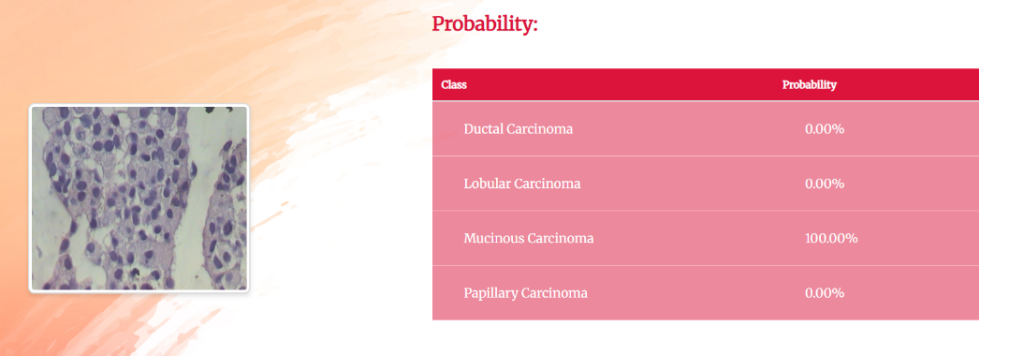 Probability:
Class Probability
Ductal Carcinoma 0.00%
Lobular Carcinoma 0.00%
Mucinous Carcinoma 100.00%
Papillary Carcinoma 0.00%